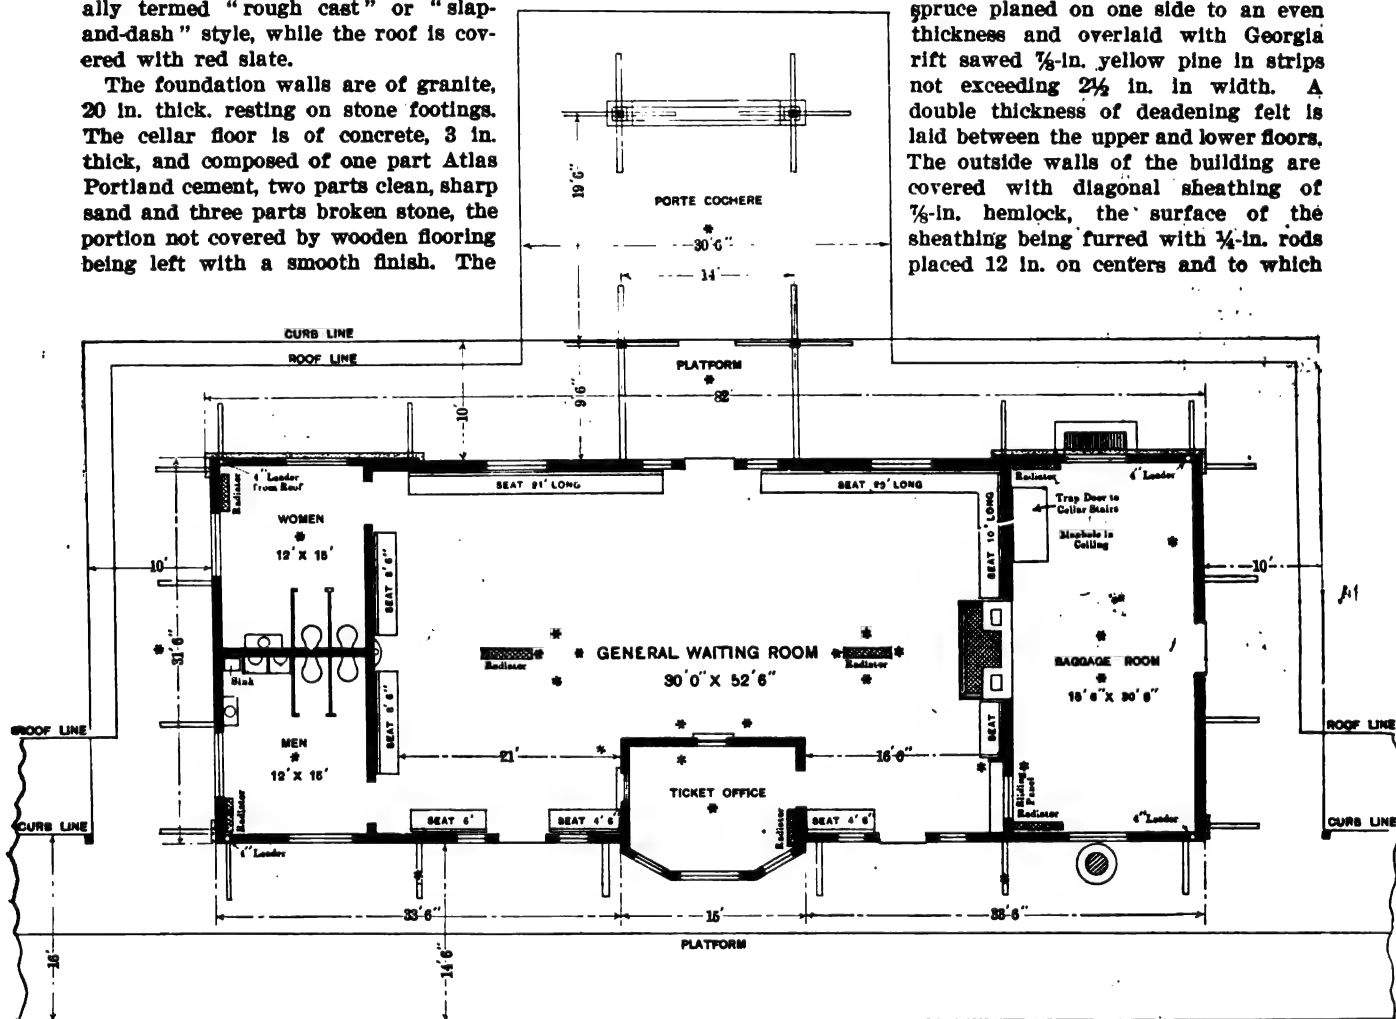 ally termed "rough cast" or "slap-
and-dash" style, while the roof is cov-
ered with red slate.
The foundation walls are of granite,
20 in. thick. resting on stone footings.
The cellar floor is of concrete, 3 in.
thick, and composed of one part Atlas
Portland cement, two parts clean, sharp
sand and three parts broken stone, the
portion not covered by wooden flooring
being left with a smooth finish. The
spruce planed on one side to an even
thickness and overlaid with Georgia
rift sawed ⅞-in. yellow pine in strips
not exceeding 2½ in. in width. A
double thickness of deadening felt is
laid between the upper and lower floors.
The outside walls of the building are
covered with diagonal sheathing of
⅞-in. hemlock, the surface of the
sheathing being furred with ¼-in. rods
placed 12 in. on centers and to which
19'6"
PORTE COCHERE
30'6"
14'
CURB LINE
ROOF LINE
PLATFORM
82'
10'
9'6"
4" Leader
from Roof
Radiator
SEAT 21' LONG
SEAT LONG
Radiator
4" Leader
Trap Door to
Cellar Stairs
Manhole in
Ceiling
SEAT 10' LONG
WOMEN
12' X 15'
SEAT 8'6"
10'
10'
31'6"
GENERAL WAITING ROOM
30'0" X 52'6"
Radiator
Radiator
BAGGAGE ROOM
15'6" X 30'6"
Sink
SEAT 8'6"
SEAT
ROOF LINE
ROOF LINE
MEN
12' X 15'
21'
16'6"
TICKET OFFICE
Sliding
Panel
Radiator
Radiator
Radiator
SEAT 6'
SEAT 4'6"
SEAT 4'6"
4" Leader
4" Leader
CURB LINE
CURB LINE
33'6"
15'
33'6"
PLATFORM
16'
14'6"